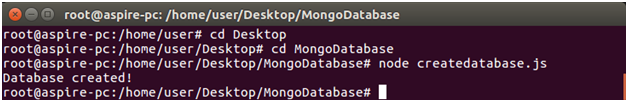 root@aspire-pc: /home/user/Desktop/MongoDatabase
root@aspire-pc:/home/user# cd Desktop
root@aspire-pc:/home/user/Desktop# cd MongoDatabase
root@aspire-pc:/home/user/Desktop/MongoDatabase# node createdatabase.js
Database created!
root@aspire-pc:/home/user/Desktop/MongoDatabase#